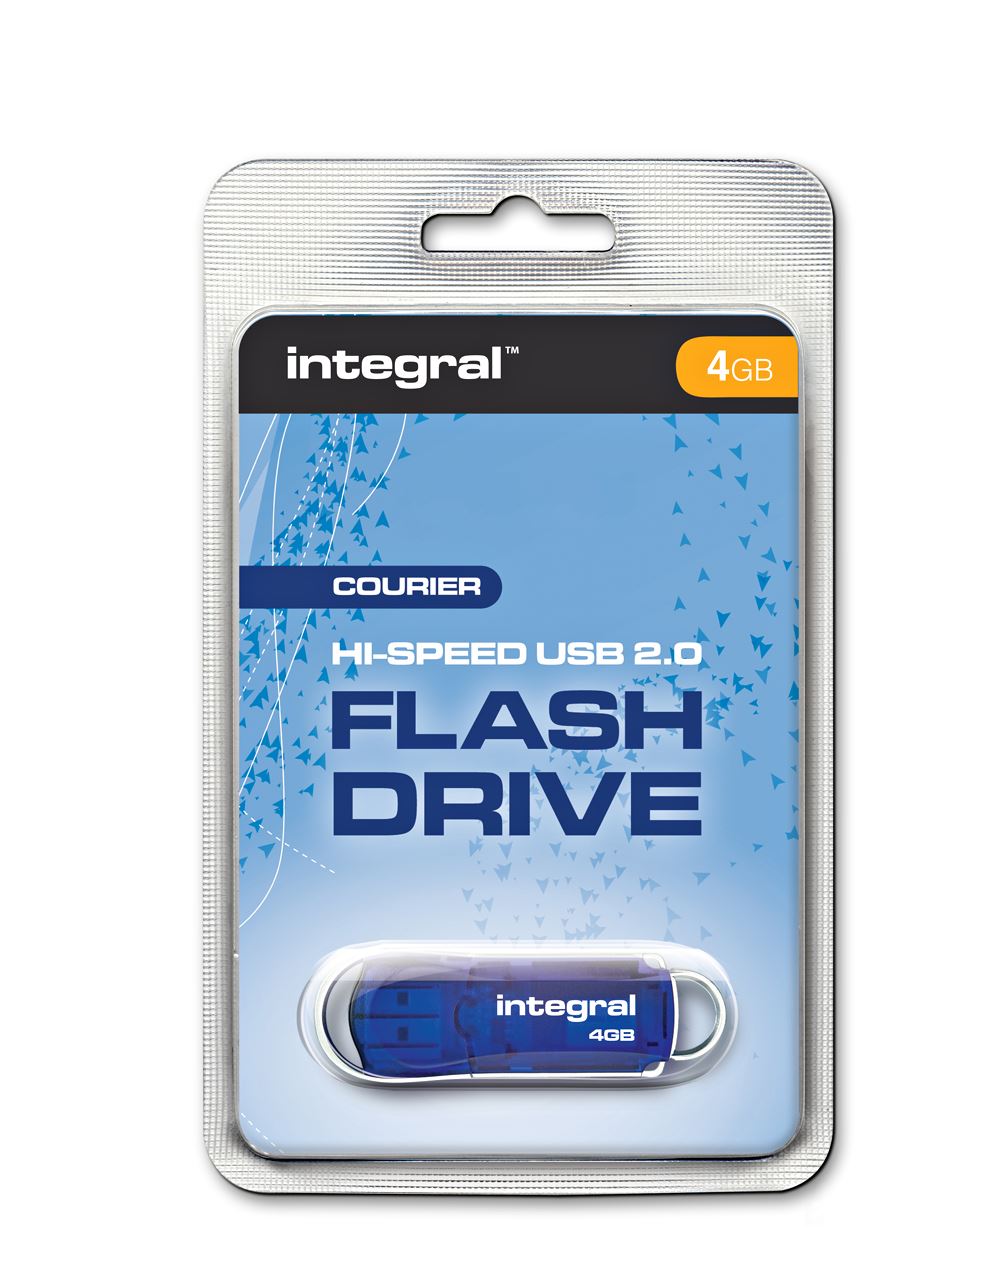 integral™
4GB
COURIER
HI-SPEED USB 2.0
FLASH
DRIVE
integral
4GB